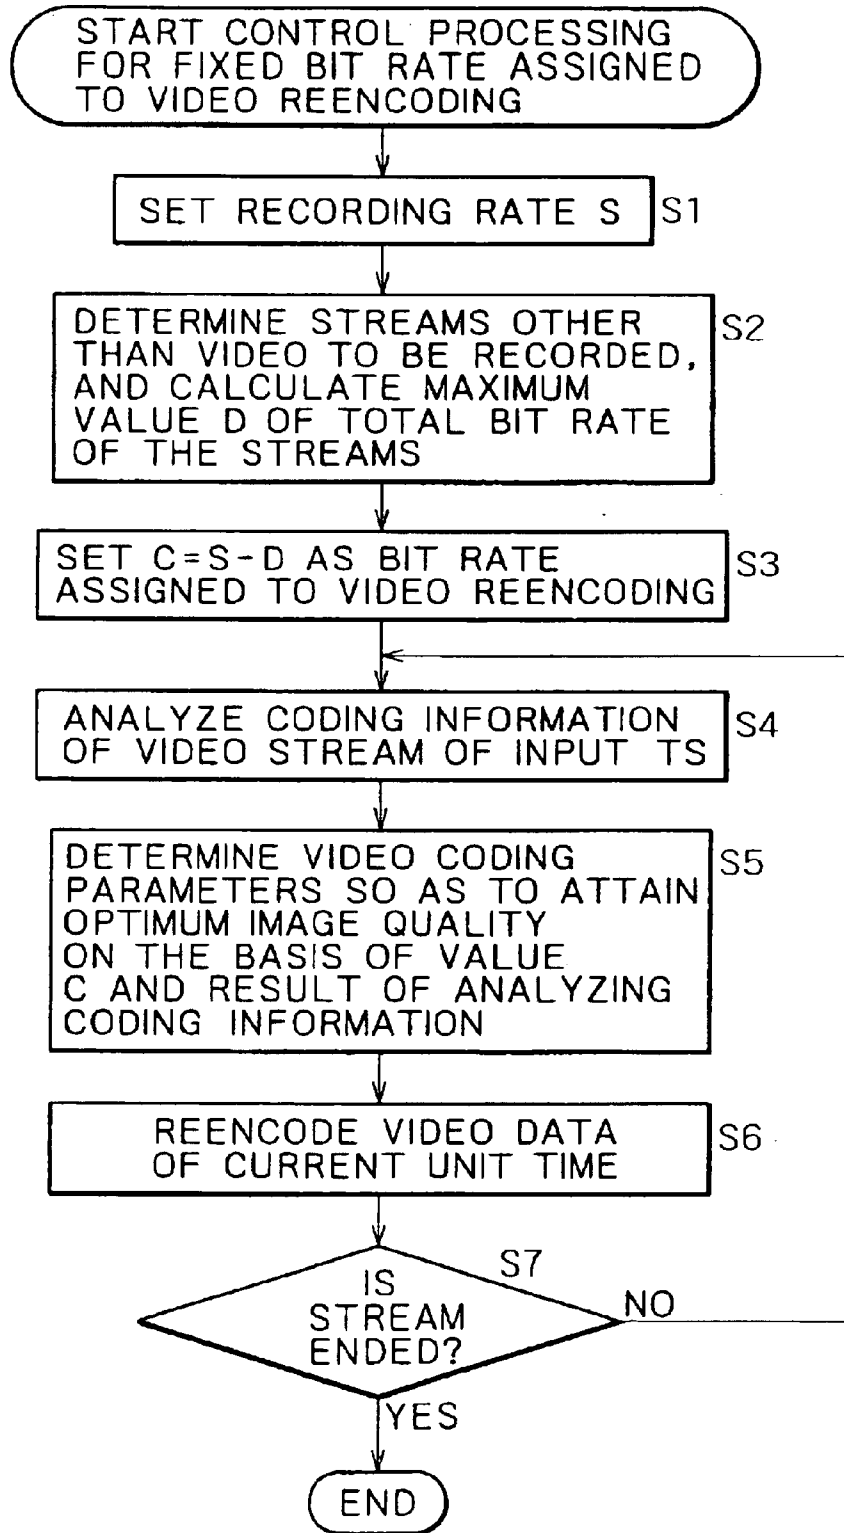 START CONTROL PROCESSING
FOR FIXED BIT RATE ASSIGNED
TO VIDEO REENCODING
SET RECORDING RATE S
S1
DETERMINE STREAMS OTHER
THAN VIDEO TO BE RECORDED,
AND CALCULATE MAXIMUM
VALUE D OF TOTAL BIT RATE
OF THE STREAMS
S2
SET C=S-D AS BIT RATE
ASSIGNED TO VIDEO REENCODING
S3
ANALYZE CODING INFORMATION
OF VIDEO STREAM OF INPUT TS
S4
DETERMINE VIDEO CODING
PARAMETERS SO AS TO ATTAIN
OPTIMUM IMAGE QUALITY
ON THE BASIS OF VALUE
C AND RESULT OF ANALYZING
CODING INFORMATION
S5
REENCODE VIDEO DATA
OF CURRENT UNIT TIME
S6
S7
IS
STREAM
ENDED?
NO
YES
END